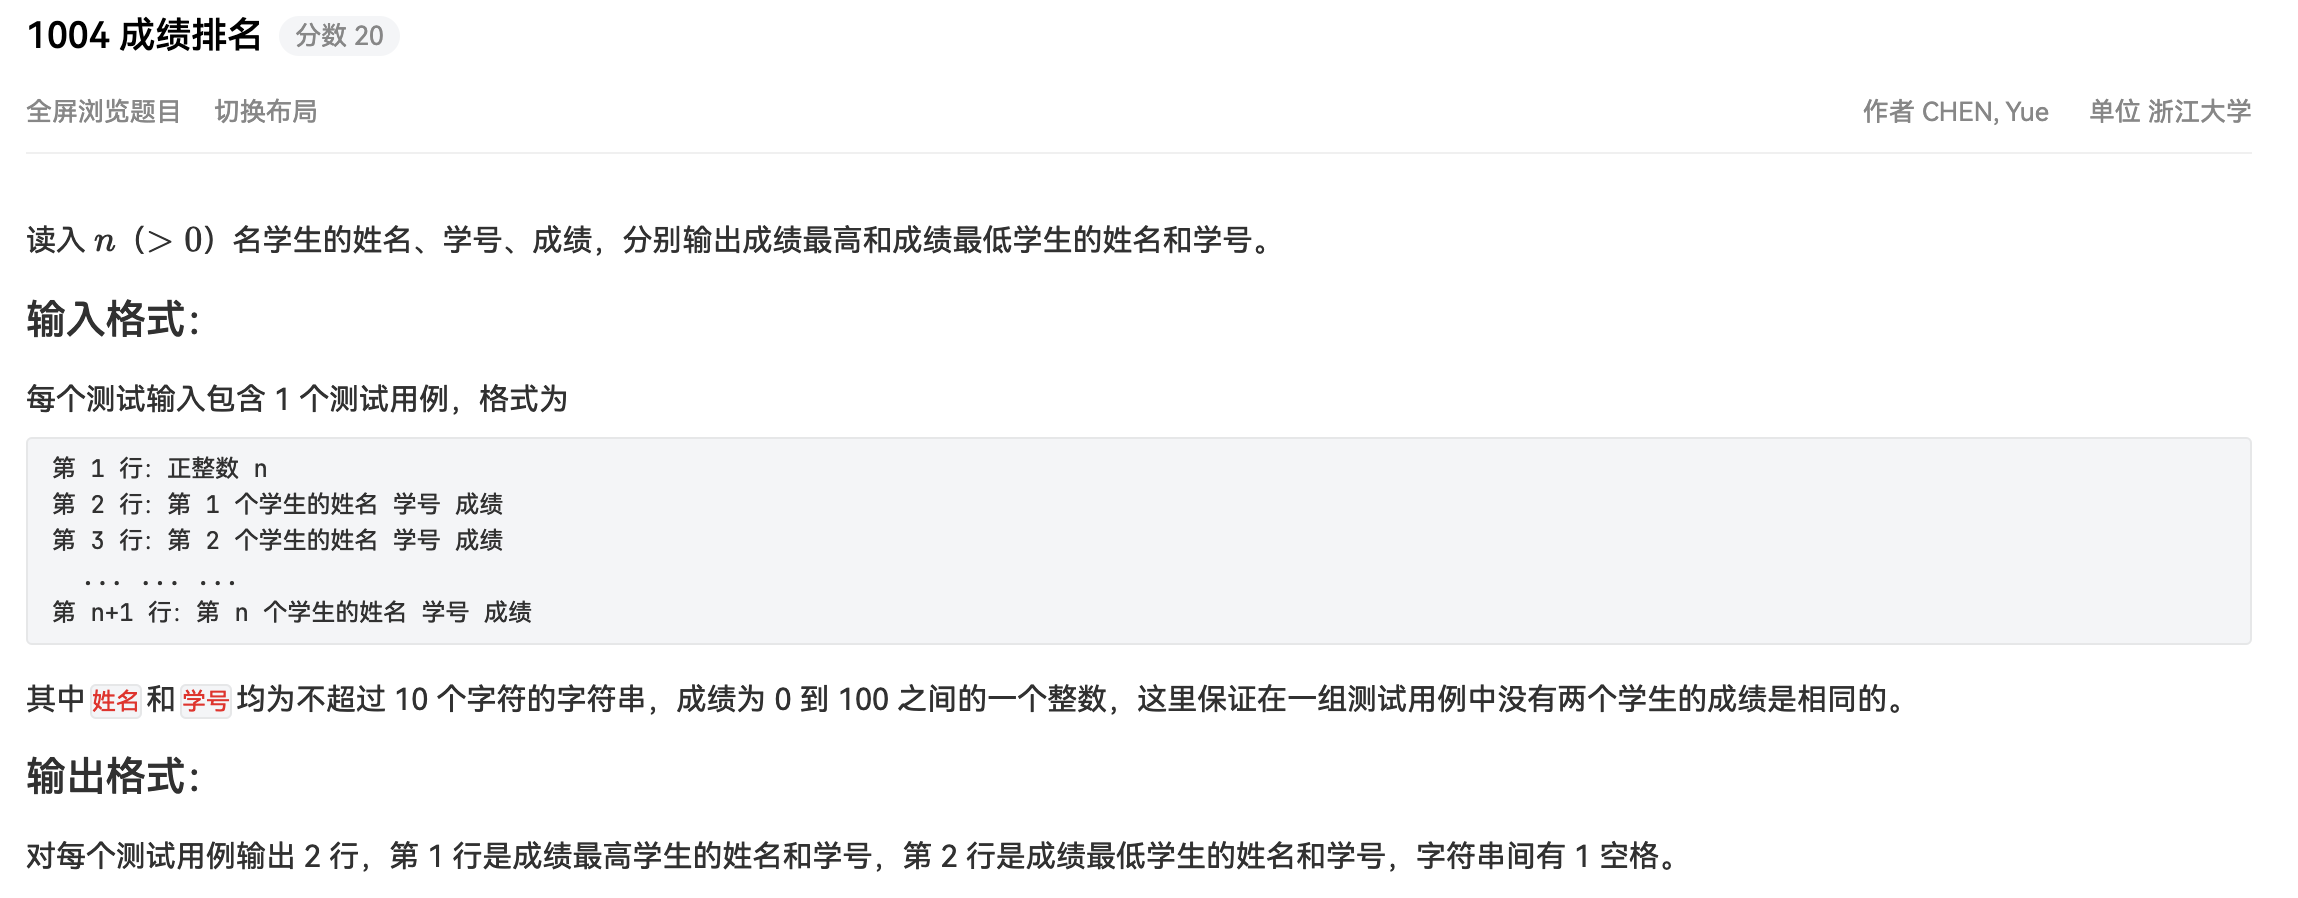 1004 成绩排名 分数 20
全屏浏览题目 切换布局 作者 CHEN, Yue 单位 浙江大学
读入 n（> 0）名学生的姓名、学号、成绩，分别输出成绩最高和成绩最低学生的姓名和学号。
输入格式：
每个测试输入包含 1 个测试用例，格式为
第 1 行：正整数 n
第 2 行：第 1 个学生的姓名 学号 成绩
第 3 行：第 2 个学生的姓名 学号 成绩
... ... ...
第 n+1 行：第 n 个学生的姓名 学号 成绩
其中姓名和学号均为不超过 10 个字符的字符串，成绩为 0 到 100 之间的一个整数，这里保证在一组测试用例中没有两个学生的成绩是相同的。
输出格式：
对每个测试用例输出 2 行，第 1 行是成绩最高学生的姓名和学号，第 2 行是成绩最低学生的姓名和学号，字符串间有 1 空格。